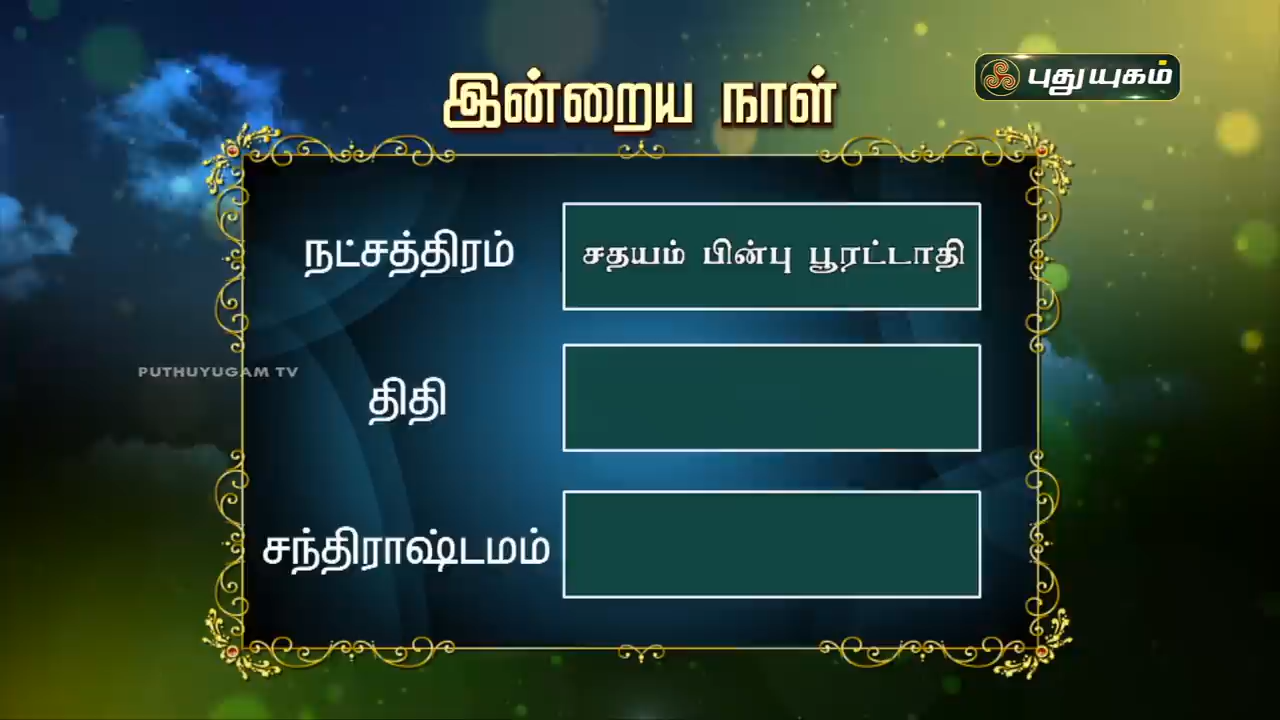 இன்றைய நாள்
புதுயுகம்
நட்சத்திரம்
சதயம் பின்பு பூரட்டாதி
PUTHUYUGAM TV
திதி
சந்திராஷ்டமம்